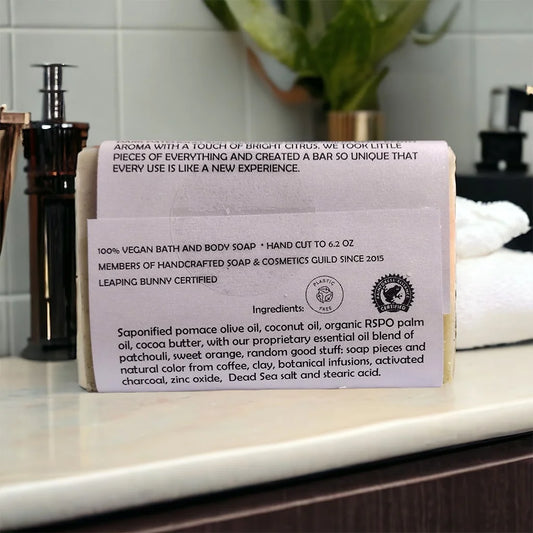 AROMA WITH A TOUCH OF BRIGHT CITRUS. WE TOOK LITTLE
PIECES OF EVERYTHING AND CREATED A BAR SO UNIQUE THAT
EVERY USE IS LIKE A NEW EXPERIENCE.
100% VEGAN BATH AND BODY SOAP * HAND CUT TO 6.2 OZ
MEMBERS OF HANDCRAFTED SOAP & COSMETICS GUILD SINCE 2015
LEAPING BUNNY CERTIFIED
PLASTIC
FREE
CERTIFIED
Ingredients:
Saponified pomace olive oil, coconut oil, organic RSPO palm
oil, cocoa butter, with our proprietary essential oil blend of
patchouli, sweet orange, random good stuff: soap pieces and
natural color from coffee, clay, botanical infusions, activated
charcoal, zinc oxide, Dead Sea salt and stearic acid.